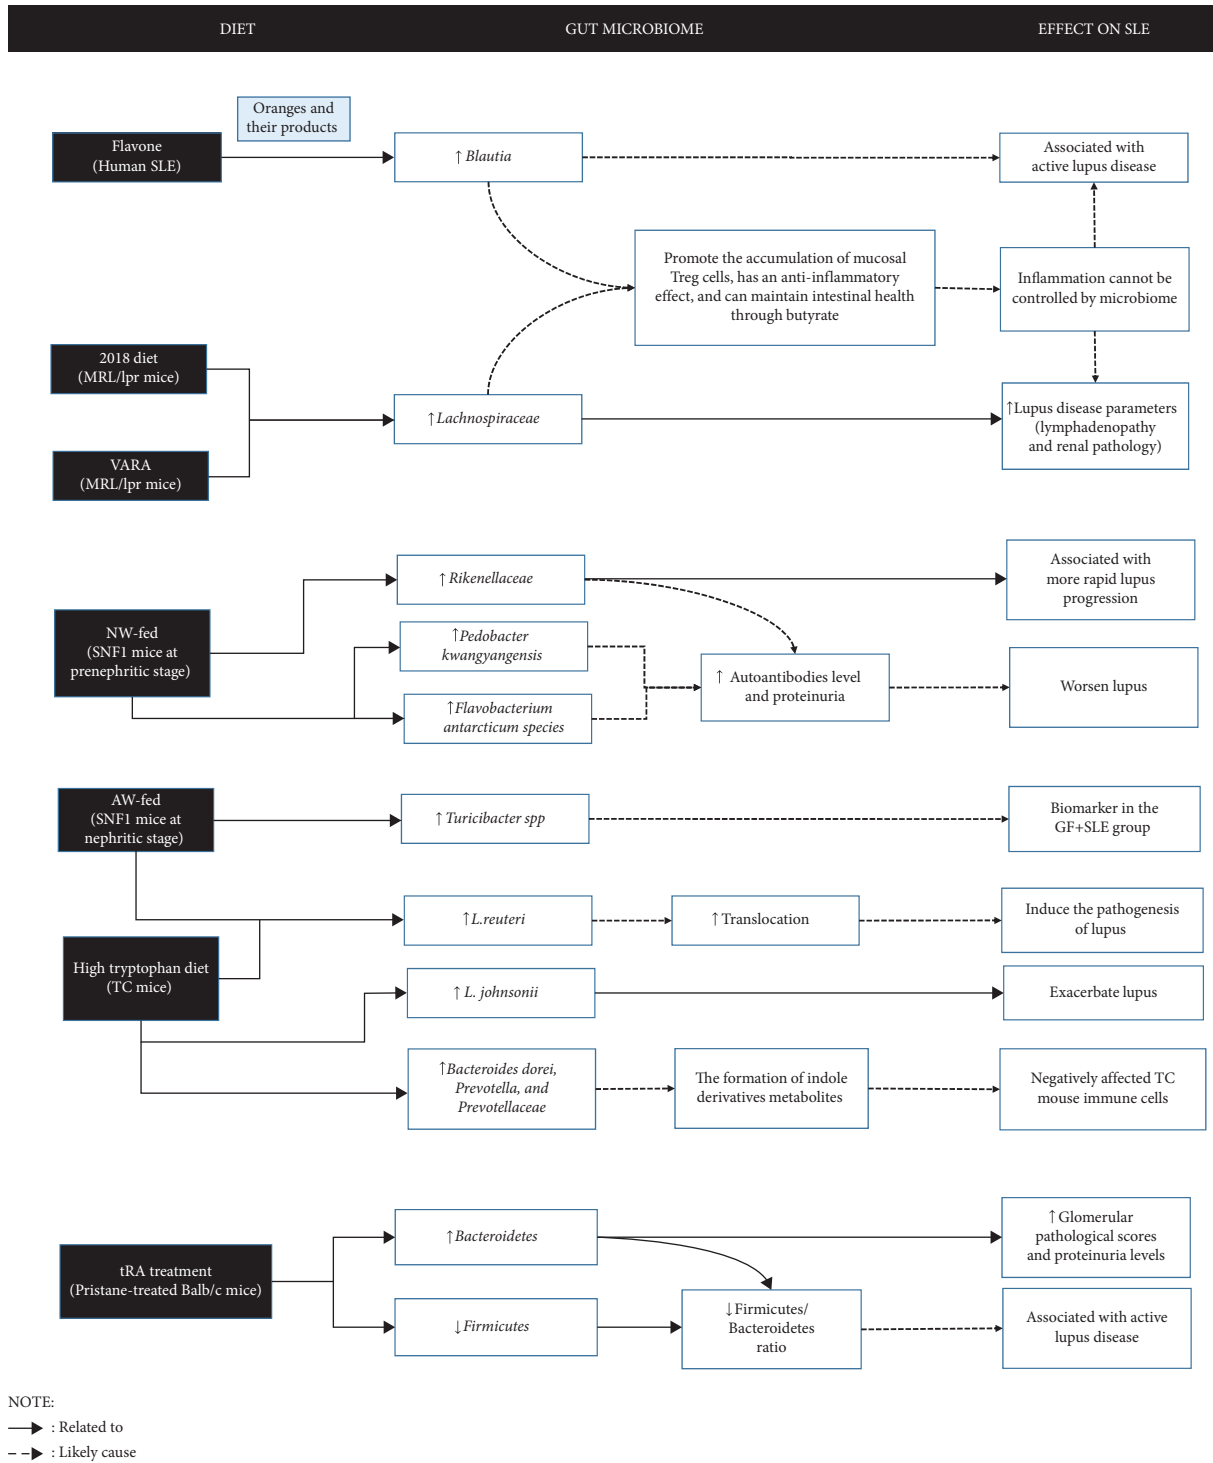 DIET
GUT MICROBIOME
EFFECT ON SLE
Oranges and
their products
Flavone
(Human SLE)
↑ Blautia
Associated with
active lupus disease
Promote the accumulation of mucosal
Treg cells, has an anti-inflammatory
effect, and can maintain intestinal health
through butyrate
Inflammation cannot be
controlled by microbiome
2018 diet
(MRL/lpr mice)
↑ Lachnospiraceae
↑ Lupus disease parameters
(lymphadenopathy
and renal pathology)
VARA
(MRL/lpr mice)
↑ Rikenellaceae
Associated with
more rapid lupus
progression
NW-fed
(SNF1 mice at
prenephritic stage)
↑ Pedobacter
kwangyangensis
↑ Autoantibodies level
and proteinuria
Worsen lupus
↑ Flavobacterium
antarcticum species
AW-fed
(SNF1 mice at
nephritic stage)
↑ Turicibacter spp
Biomarker in the
GF+SLE group
↑ L.reuteri
↑ Translocation
Induce the pathogenesis
of lupus
High tryptophan diet
(TC mice)
↑ L. johnsonii
Exacerbate lupus
↑ Bacteroides dorei,
Prevotella, and
Prevotellaceae
The formation of indole
derivatives metabolites
Negatively affected TC
mouse immune cells
↑ Bacteroidetes
↑ Glomerular
pathological scores
and proteinuria levels
tRA treatment
(Pristane-treated Balb/c mice)
↓ Firmicutes
↓ Firmicutes/
Bacteroidetes
ratio
Associated with active
lupus disease
NOTE:
: Related to
: Likely cause